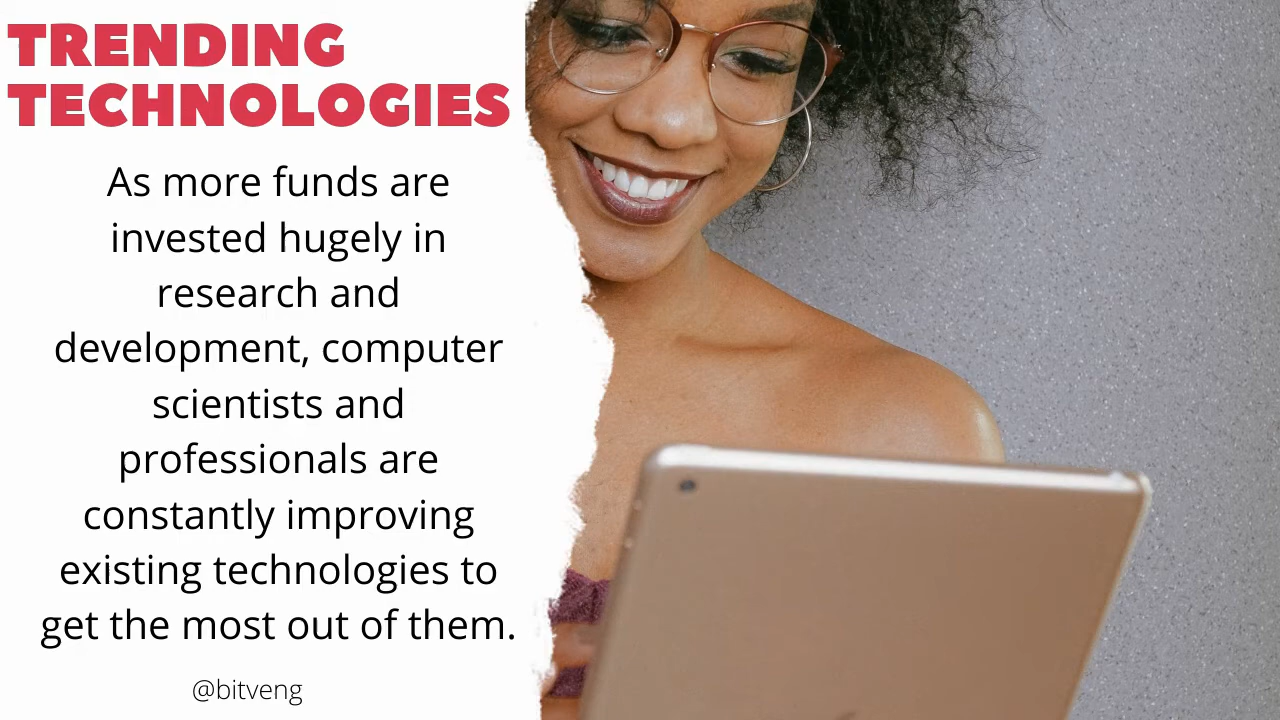 TRENDING
TECHNOLOGIES
As more funds are
invested hugely in
research and
development, computer
scientists and
professionals are
constantly improving
existing technologies to
get the most out of them.
@bitveng